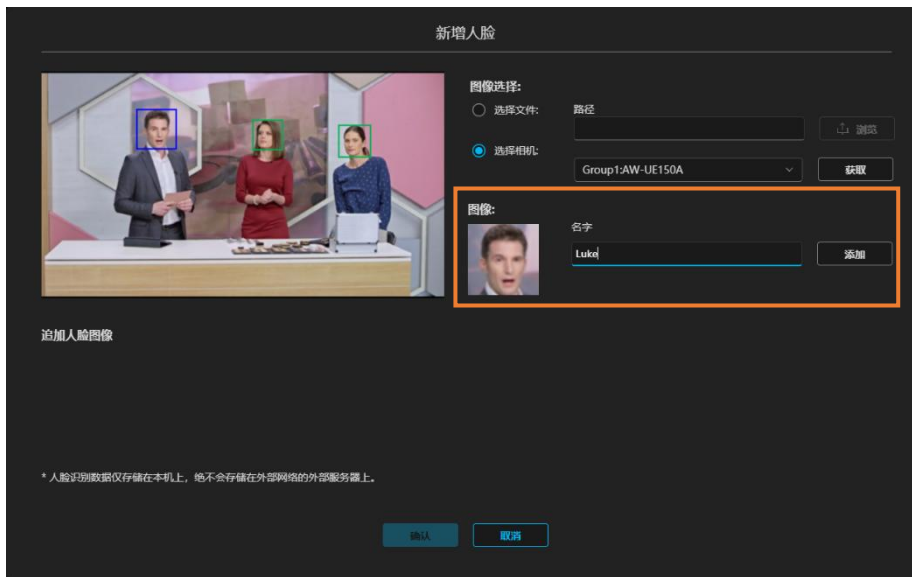 新增人脸
图像选择:
选择文件:
路径
浏览
选择相机:
Group1:AW-UE150A
获取
图像:
名字
Luke
添加
追加人脸图像
* 人脸识别数据仅存储在本机上，绝不会存储在外部网络的外部服务器上。
确认
取消